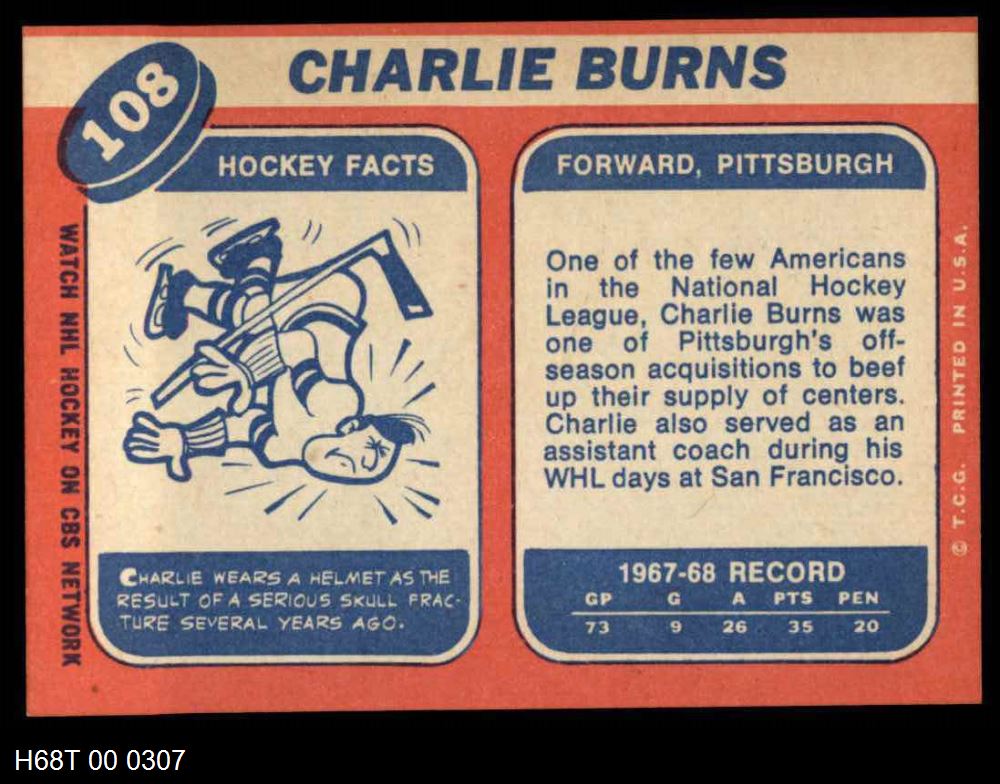 108
CHARLIE BURNS
HOCKEY FACTS
CHARLIE WEARS A HELMET AS THE
RESULT OF A SERIOUS SKULL FRAC-
TURE SEVERAL YEARS AGO.
WATCH NHL HOCKEY ON CBS NETWORK
FORWARD, PITTSBURGH
One of the few Americans
in the National Hockey
League, Charlie Burns was
one of Pittsburgh's off-
season acquisitions to beef
up their supply of centers.
Charlie also served as an
assistant coach during his
WHL days at San Francisco.
1967-68 RECORD
GP G A PTS PEN
73 9 26 35 20
© T.C.G. PRINTED IN U.S.A.
H68T 00 0307